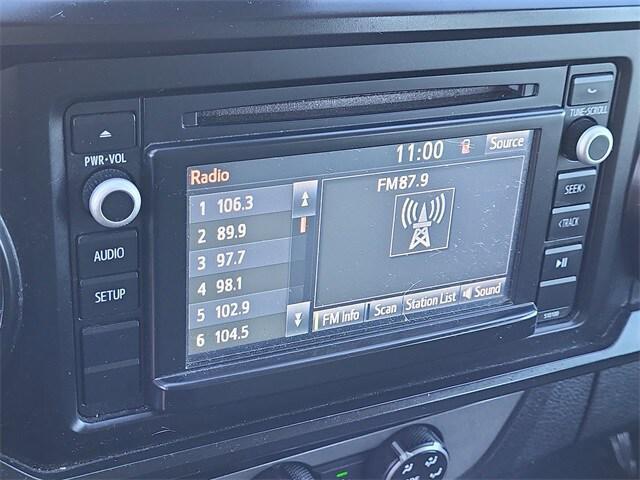 PWR•VOL
AUDIO
SETUP
Radio
11:00
Source
1 106.3
2 89.9
3 97.7
4 98.1
5 102.9
6 104.5
FM87.9
FM Info
Scan
Station List
Sound
TUNE•SCROLL
SEEK>
<TRACK